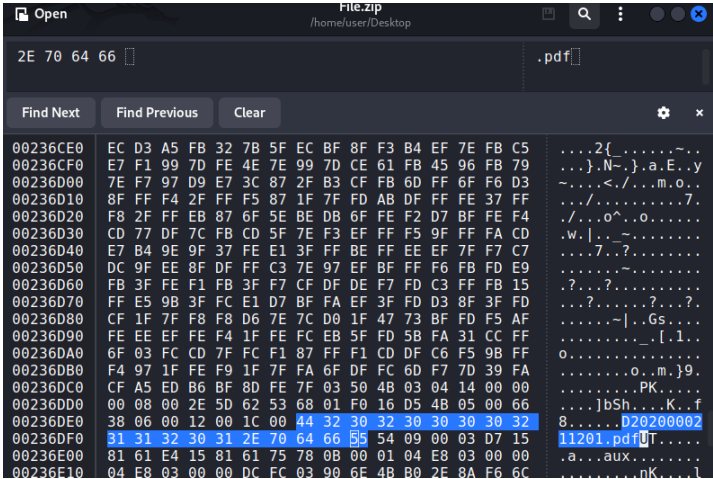 Open
File.zip
/home/user/Desktop
2E 70 64 66
.pdf
Find Next Find Previous Clear
00236CE0 EC D3 A5 FB 32 7B 5F EC BF 8F F3 B4 EF 7E FB C5 ....2{_......~..
00236CF0 E7 F1 99 7D FE 4E 7E 99 7D CE 61 FB 45 96 FB 79 ...}.N~.}.a.E..y
00236D00 7E F7 97 D9 E7 3C 87 2F B3 CF FB 6D FF 6F F6 D3 ~....<./...m.o..
00236D10 8F FF F4 2F FF F5 87 1F 7F FD AB DF FF FE 37 FF .../..........7.
00236D20 F8 2F FF EB 87 6F 5E BE DB 6F FE F2 D7 BF FE F4 ./...o^..o......
00236D30 CD 77 DF 7C FB CD 5F 7E F3 EF FF F5 9F FF FA CD .w.|.._~........
00236D40 E7 B4 9E 9F 37 FE E1 3F FF BE FF EE EF 7F F7 C7 ....7..?........
00236D50 DC 9F EE 8F DF FF C3 7E 97 EF BF FF F6 FB FD E9 .......~........
00236D60 FB 3F FE F1 FB 3F F7 CF DF DE F7 FD C3 FF FB 15 .?...?..........
00236D70 FF E5 9B 3F FC E1 D7 BF FA EF 3F FD D3 8F 3F FD ...?......?...?.
00236D80 CF 1F 7F F8 F8 D6 7E 7C D0 1F 47 73 BF FD F5 AF ......~|..Gs....
00236D90 FE EE EF FE F4 1F FE FC EB 5F FD 5B FA 31 CC FF ........._.[.1..
00236DA0 6F 03 FC CD 7F FC F1 87 FF F1 CD DF C6 F5 9B FF o...............
00236DB0 F4 97 1F FE F9 1F 7F FA 6F DF FC 6D F7 7D 39 FA ........o..m.}9.
00236DC0 CF A5 ED B6 BF 8D FE 7F 03 50 4B 03 04 14 00 00 .........PK.....
00236DD0 00 08 00 2E 5D 62 53 68 01 F0 16 D5 4B 05 00 66 ....]bSh....K..f
00236DE0 38 06 00 12 00 1C 00 44 32 30 32 30 30 30 30 32 8......D20200002
00236DF0 31 31 32 30 31 2E 70 64 66 55 54 09 00 03 D7 15 11201.pdfUT.....
00236E00 81 61 E4 15 81 61 75 78 0B 00 01 04 E8 03 00 00 .a...aux........
00236E10 04 E8 03 00 00 DC FC 03 90 6E 4B B0 2E 8A F6 6C .........nK....l